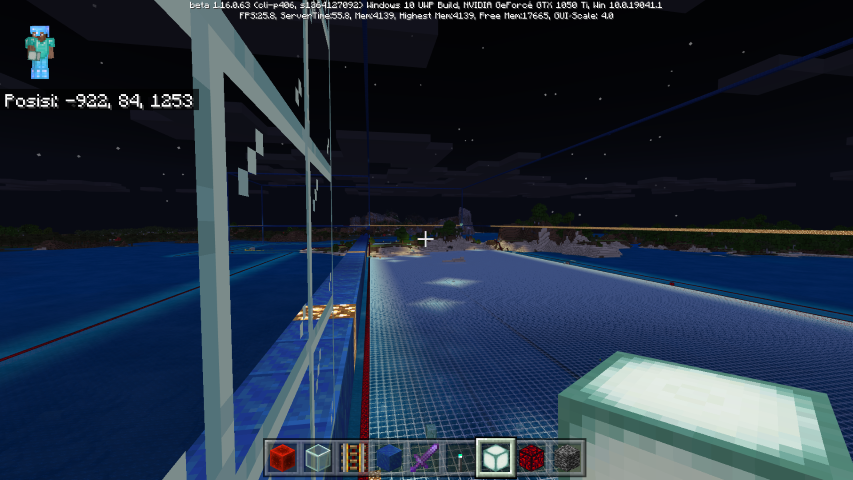 beta 1.16.0.63 (cli-p406, s1364127092) Windows 10 UWP Build, NVIDIA GeForce GTX 1050 Ti, Win 10.0.19041.1
FPS:25.8, ServerTime:55.8, Mem:4139, Highest Mem:4139, Free Mem:17665, GUI-Scale: 4.0
Posisi: -922, 84, 1253